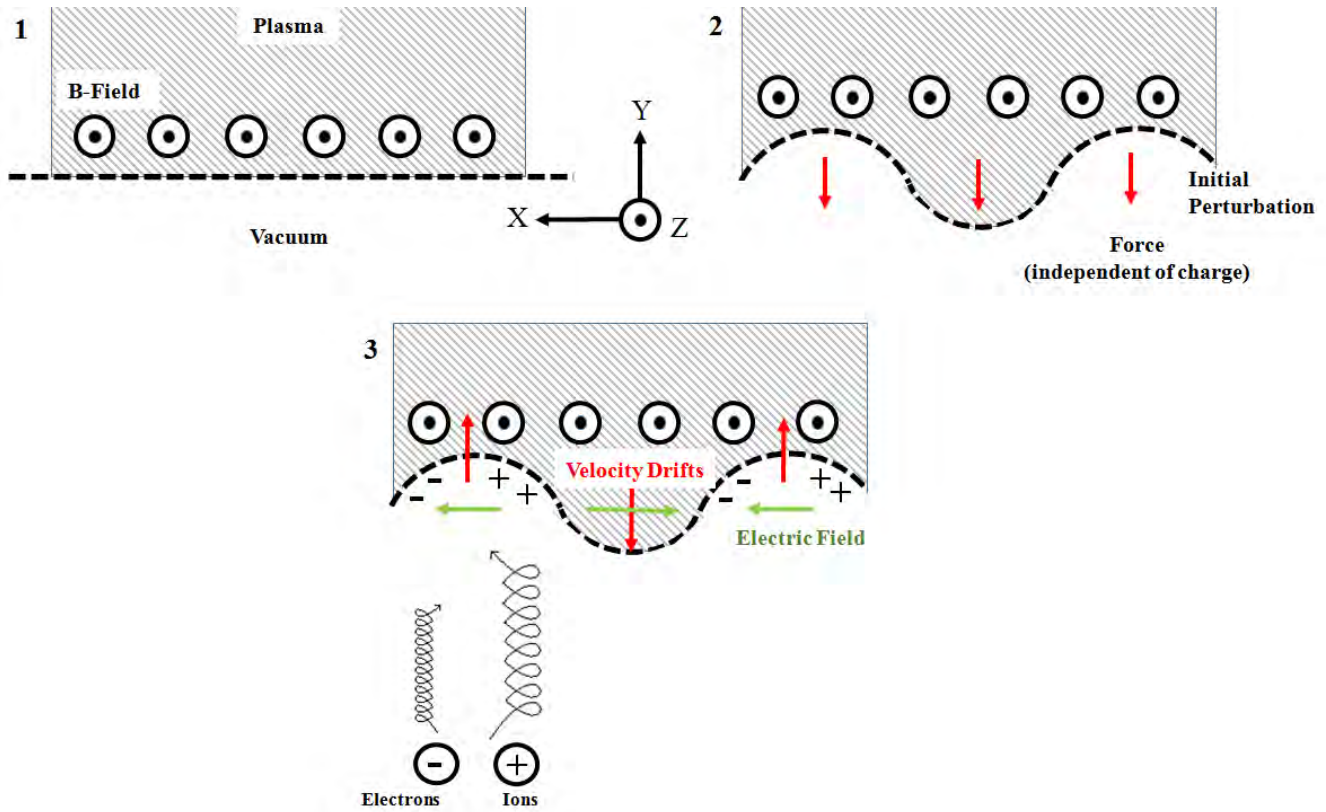 1
Plasma
B-Field
Vacuum
Y
X
Z
2
Initial
Perturbation
Force
(independent of charge)
3
Velocity Drifts
- - + +
- - + +
Electric Field
- +
Electrons Ions